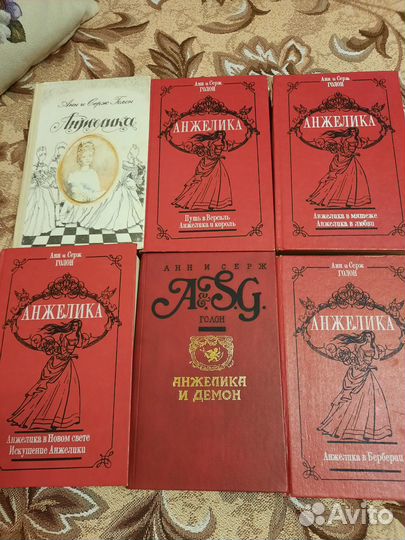 Анн и Серж Голон
Анжелика
Анн и Серж
ГОЛОН
АНЖЕЛИКА
Путь в Версаль
Анжелика и король
Анн и Серж
ГОЛОН
АНЖЕЛИКА
Анжелика в мятеже
Анжелика в любви
Анн и Серж
ГОЛОН
АНЖЕЛИКА
Анжелика в Новом свете
Искушение Анжелики
АНН И СЕРЖ
A&SG.
ГОЛОН
АНЖЕЛИКА
И ДЕМОН
Анн и Серж
ГОЛОН
АНЖЕЛИКА
Анжелика в Берберии
Avito